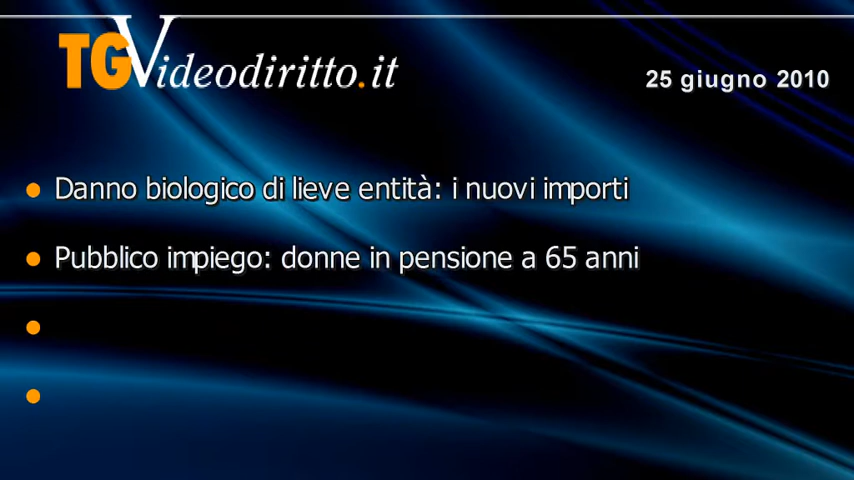 TGVideodiritto.it
25 giugno 2010
Danno biologico di lieve entità: i nuovi importi
Pubblico impiego: donne in pensione a 65 anni